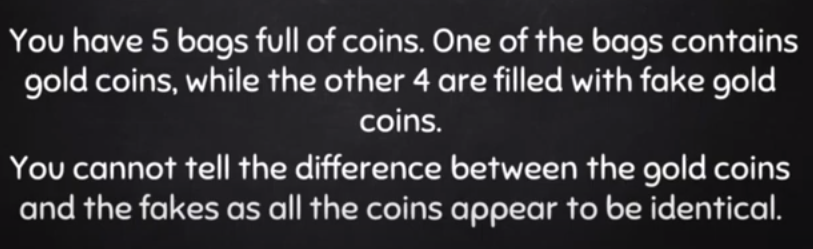 You have 5 bags full of coins. One of the bags contains
gold coins, while the other 4 are filled with fake gold
coins.
You cannot tell the difference between the gold coins
and the fakes as all the coins appear to be identical.